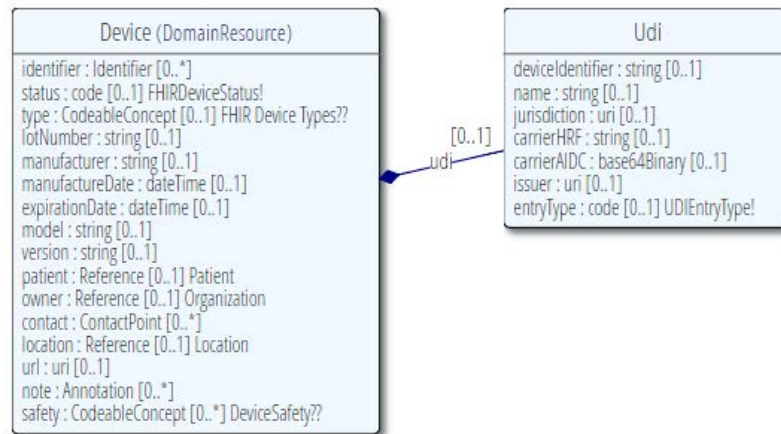 Device (DomainResource)
identifier : Identifier [0..*]
status : code [0..1] FHIRDeviceStatus!
type : CodeableConcept [0..1] FHIR Device Types??
lotNumber : string [0..1]
manufacturer : string [0..1]
manufactureDate : dateTime [0..1]
expirationDate : dateTime [0..1]
model : string [0..1]
version : string [0..1]
patient : Reference [0..1] Patient
owner : Reference [0..1] Organization
contact : ContactPoint [0..*]
location : Reference [0..1] Location
url : uri [0..1]
note : Annotation [0..*]
safety : CodeableConcept [0..*] DeviceSafety??
[0..1]
udi
Udi
deviceIdentifier : string [0..1]
name : string [0..1]
jurisdiction : uri [0..1]
carrierHRF : string [0..1]
carrierAIDC : base64Binary [0..1]
issuer : uri [0..1]
entryType : code [0..1] UDIEntryType!